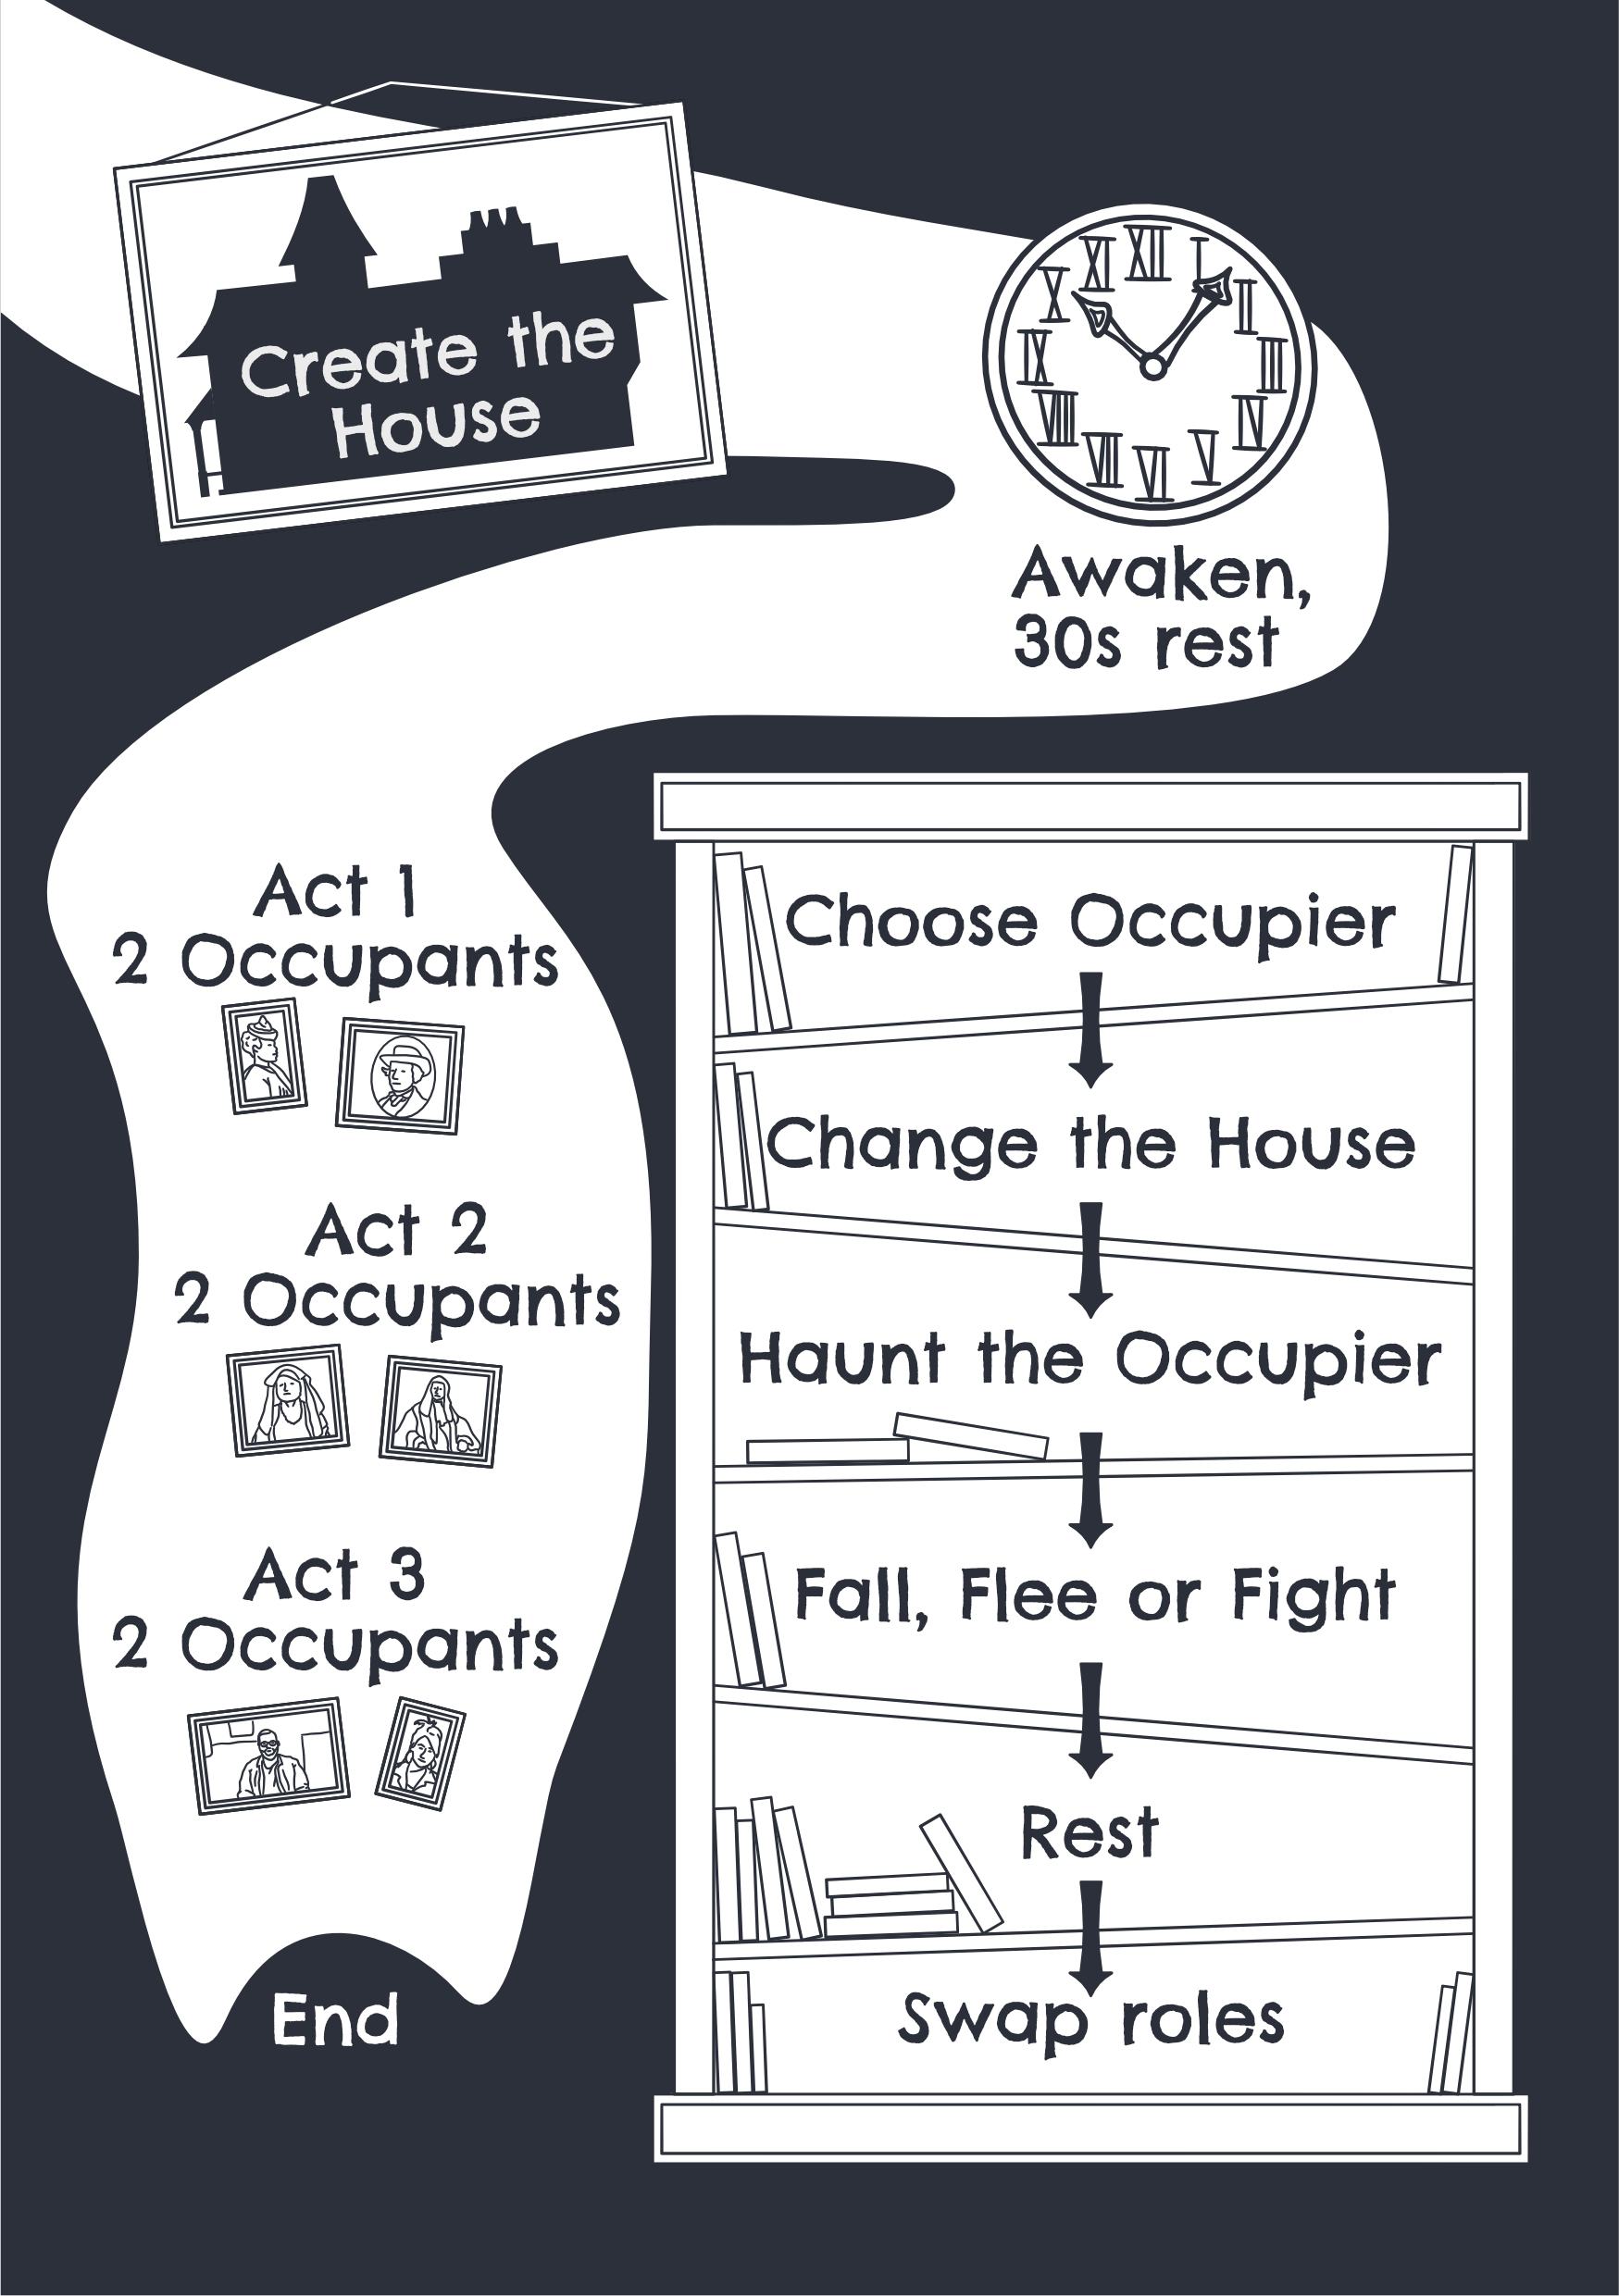 Create the
House
XII
I
II
III
IV
V
VI
VII
VIII
IX
X
XI
Awaken,
30s rest
Act 1
2 Occupants
Act 2
2 Occupants
Act 3
2 Occupants
End
Choose Occupier
Change the House
Haunt the Occupier
Fall, Flee or Fight
Rest
Swap roles